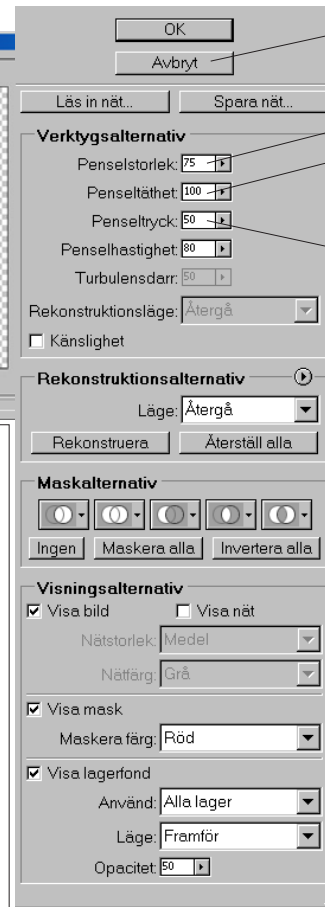 OK
Avbryt
Läs in nät... Spara nät...
Verktygsalternativ
Penselstorlek: 75
Penseltäthet: 100
Penseltryck: 50
Penselhastighet: 80
Turbulensdarr: 50
Rekonstruktionsläge: Återgå
Känslighet
Rekonstruktionsalternativ
Läge: Återgå
Rekonstruera Återställ alla
Maskalternativ
Ingen Maskera alla Invertera alla
Visningsalternativ
Visa bild Visa nät
Nätstorlek: Medel
Nätfärg: Grå
Visa mask
Maskera färg: Röd
Visa lagerfond
Använd: Alla lager
Läge: Framför
Opacitet: 50